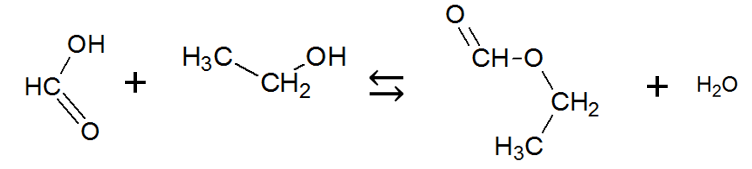 OH
HC
O
+
H₃C
OH
CH₂
⇆
O
CH-O
CH₂
H₃C
+
H₂O